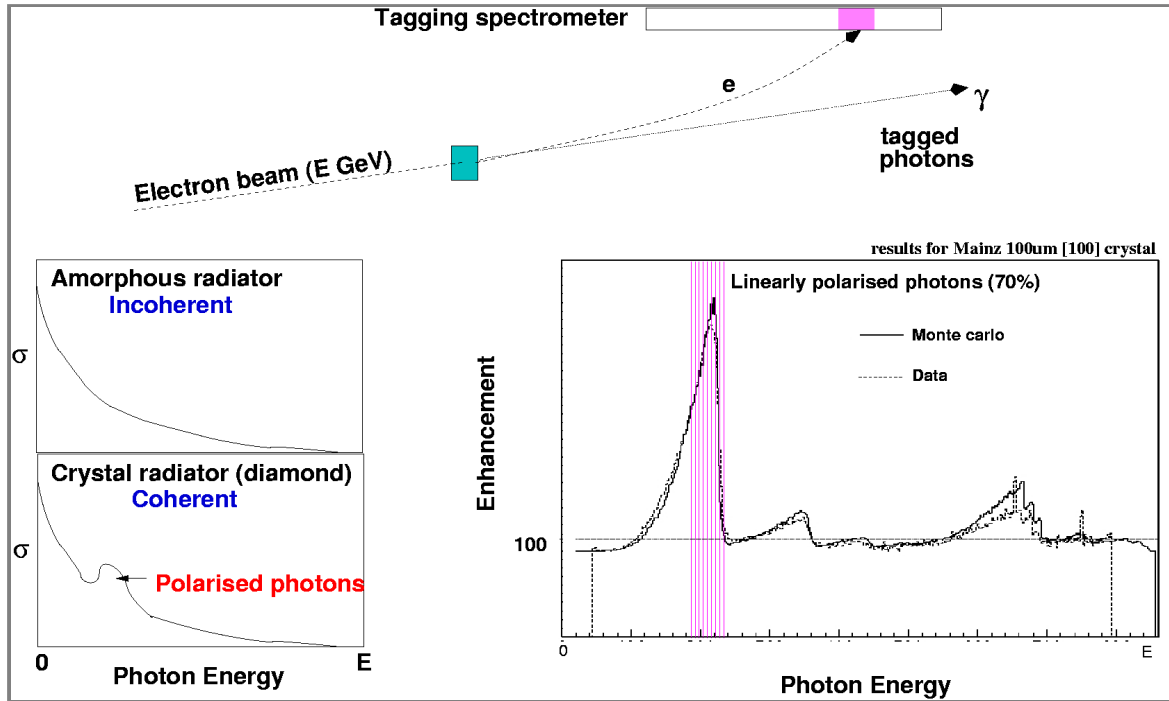 Tagging spectrometer
e
γ
tagged
photons
Electron beam (E GeV)
Amorphous radiator
Incoherent
σ
Crystal radiator (diamond)
Coherent
σ
Polarised photons
0
E
Photon Energy
results for Mainz 100um [100] crystal
Linearly polarised photons (70%)
Monte carlo
Data
Enhancement
100
0
E
Photon Energy